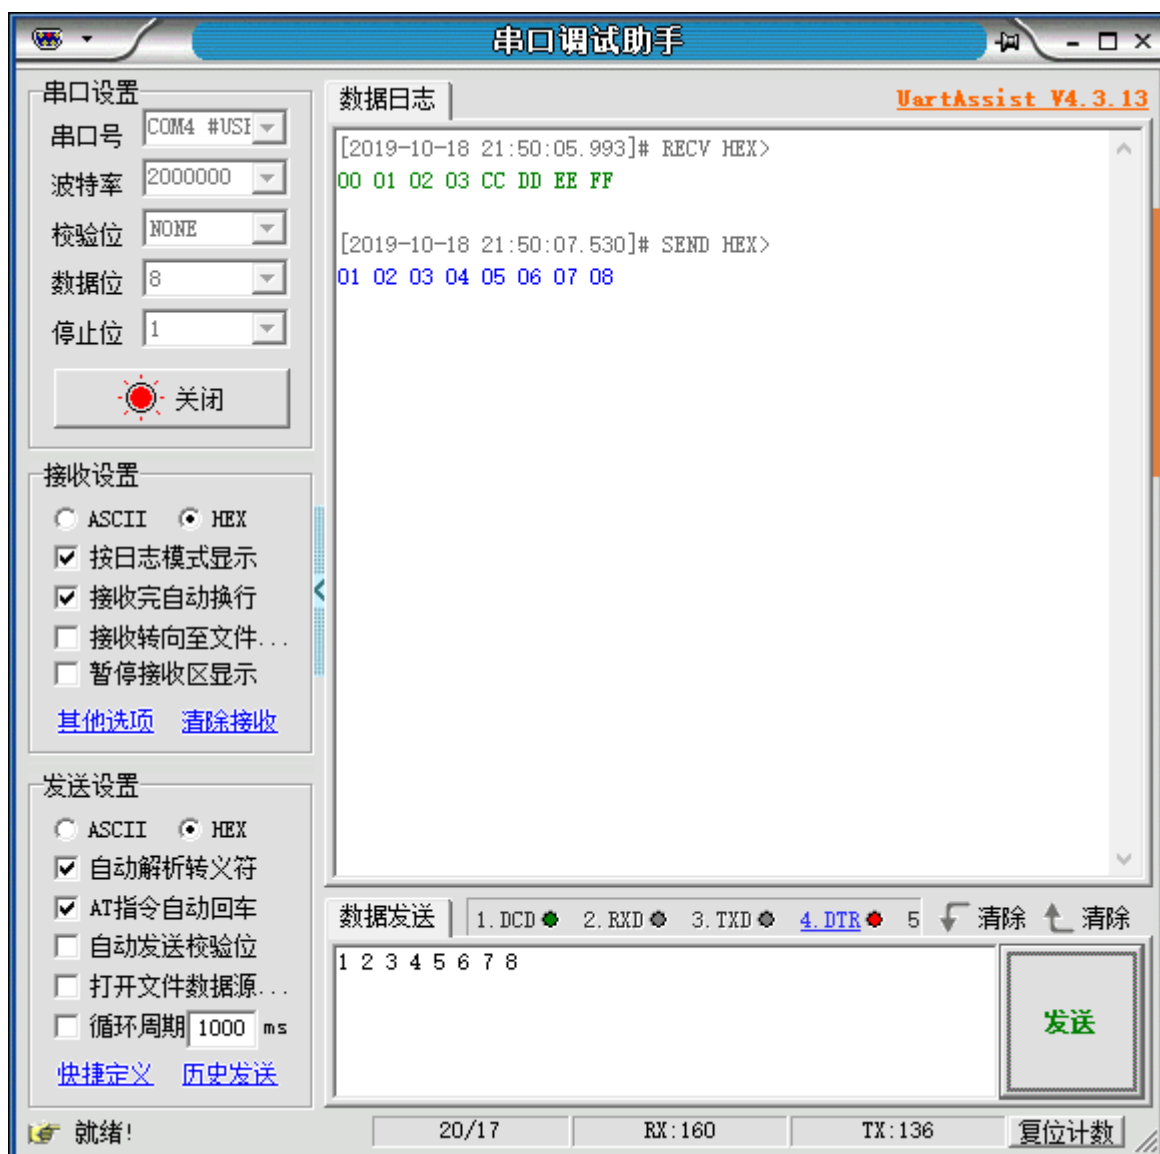 串口调试助手
串口设置
串口号 COM4 #USI
波特率 2000000
校验位 NONE
数据位 8
停止位 1
关闭
接收设置
ASCII HEX
按日志模式显示
接收完自动换行
接收转向至文件...
暂停接收区显示
其他选项 清除接收
发送设置
ASCII HEX
自动解析转义符
AT指令自动回车
自动发送校验位
打开文件数据源...
循环周期 1000 ms
快捷定义 历史发送
数据日志 UartAssist V4.3.13
[2019-10-18 21:50:05.993]# RECV HEX>
00 01 02 03 CC DD EE FF
[2019-10-18 21:50:07.530]# SEND HEX>
01 02 03 04 05 06 07 08
数据发送 1.DCD 2.RXD 3.TXD 4.DTR 5 清除 清除
1 2 3 4 5 6 7 8
发送
就绪! 20/17 RX:160 TX:136 复位计数